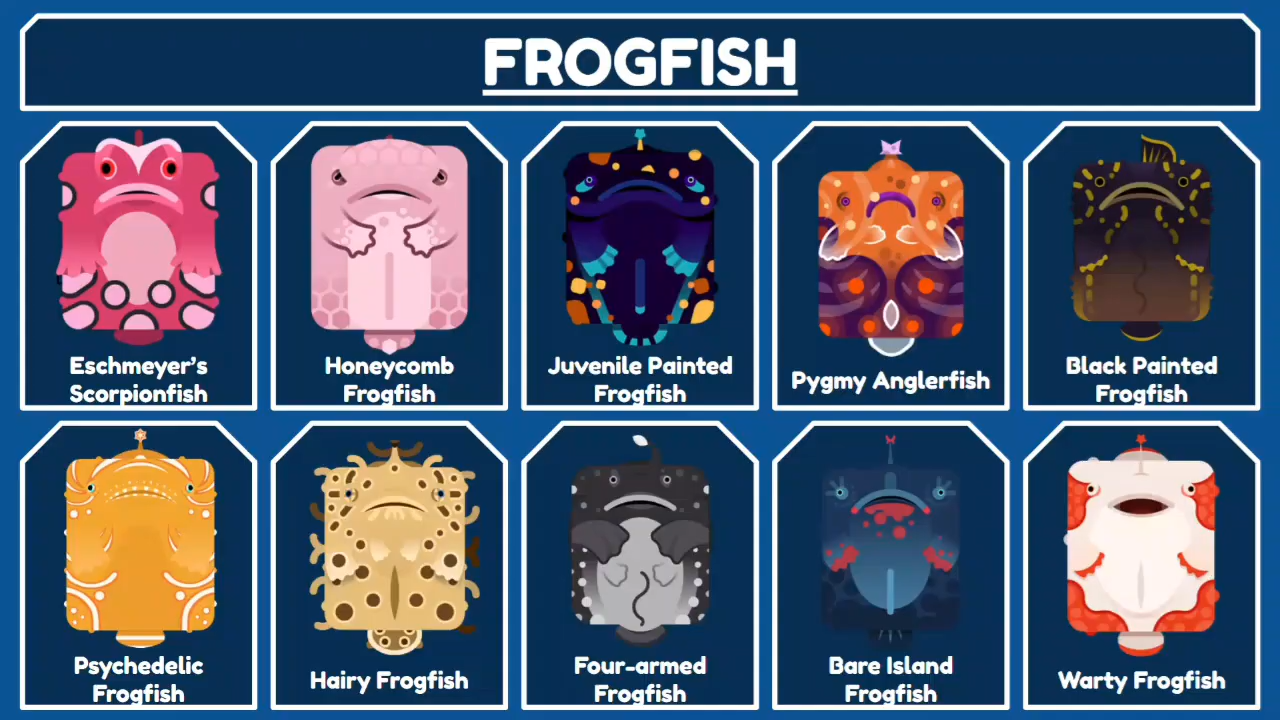 FROGFISH
Eschmeyer's
Scorpionfish
Honeycomb
Frogfish
Juvenile Painted
Frogfish
Pygmy Anglerfish
Black Painted
Frogfish
Psychedelic
Frogfish
Hairy Frogfish
Four-armed
Frogfish
Bare Island
Frogfish
Warty Frogfish